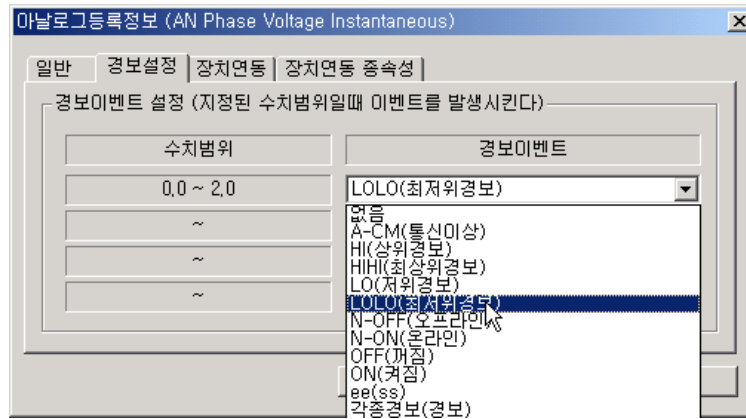 아날로그등록정보 (AN Phase Voltage Instantaneous)
일반 경보설정 장치연동 장치연동 종속성
경보이벤트 설정 (지정된 수치범위일때 이벤트를 발생시킨다)
수치범위 경보이벤트
0.0 ~ 2.0 LOLO(최저위경보)
~
~
~
없음
A-CM(통신이상)
HI(상위경보)
HIHI(최상위경보)
LO(저위경보)
LOLO(최저위경보)
N-OFF(오프라인)
N-ON(온라인)
OFF(꺼짐)
ON(켜짐)
ee(ss)
각종경보(경보)